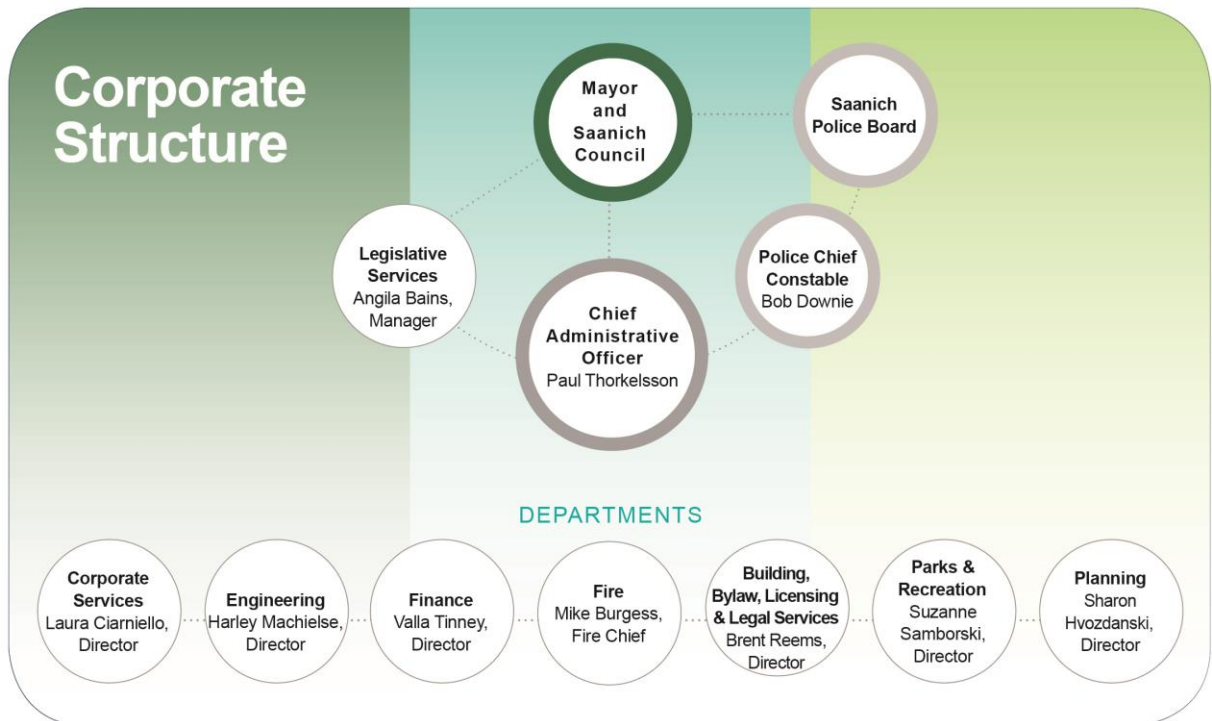 Corporate
Structure
Mayor
and
Saanich
Council
Saanich
Police Board
Legislative
Services
Angila Bains,
Manager
Chief
Administrative
Officer
Paul Thorkelsson
Police Chief
Constable
Bob Downie
DEPARTMENTS
Corporate
Services
Laura Ciarniello,
Director
Engineering
Harley Machielse,
Director
Finance
Valla Tinney,
Director
Fire
Mike Burgess,
Fire Chief
Building,
Bylaw, Licensing
& Legal Services
Brent Reems,
Director
Parks &
Recreation
Suzanne
Samborski,
Director
Planning
Sharon
Hvozdanski,
Director